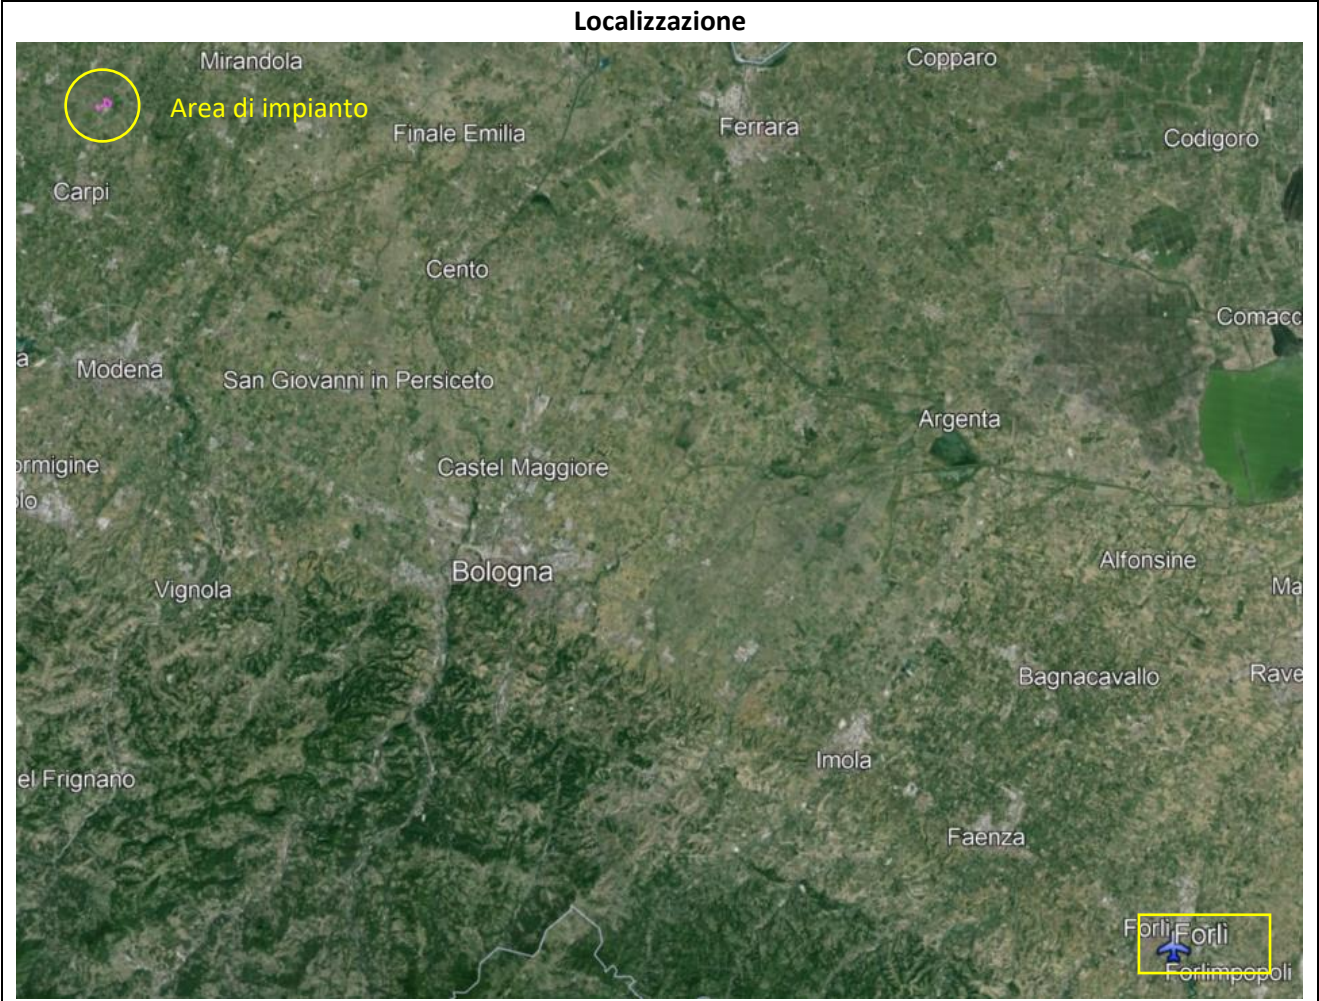 Localizzazione
Mirandola
Copparo
Area di impianto
Finale Emilia
Ferrara
Codigoro
Carpi
Cento
Comacc
a
Modena
San Giovanni in Persiceto
Argenta
ormigine
Castel Maggiore
lo
Bologna
Alfonsine
Vignola
Ma
Bagnacavallo
Rave
Imola
el Frignano
Faenza
Forlì
Forlì
Forlimpopoli